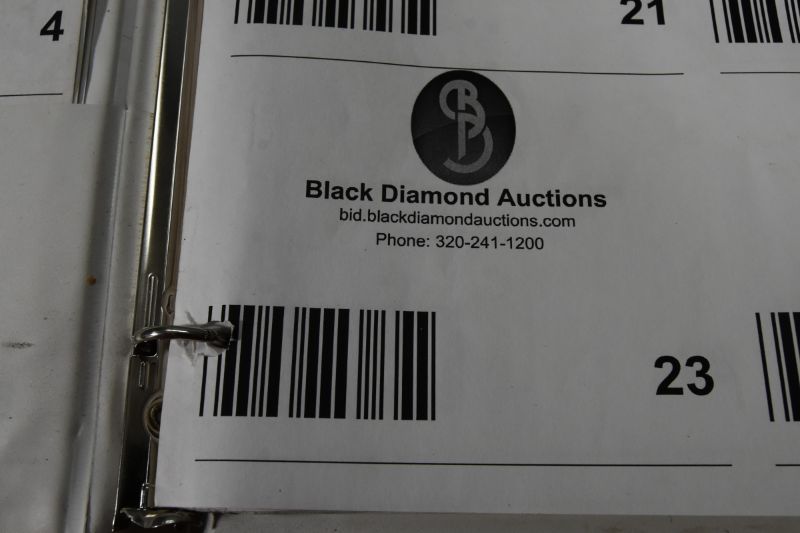 4
21
Black Diamond Auctions
bid.blackdiamondauctions.com
Phone: 320-241-1200
23